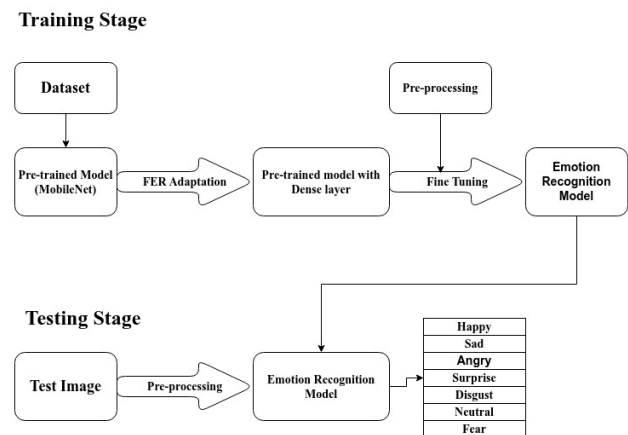 Training Stage
Dataset
Pre-processing
Pre-trained Model
(MobileNet)
FER Adaptation
Pre-trained model with
Dense layer
Fine Tuning
Emotion
Recognition
Model
Testing Stage
Test Image
Pre-processing
Emotion Recognition
Model
Happy
Sad
Angry
Surprise
Disgust
Neutral
Fear